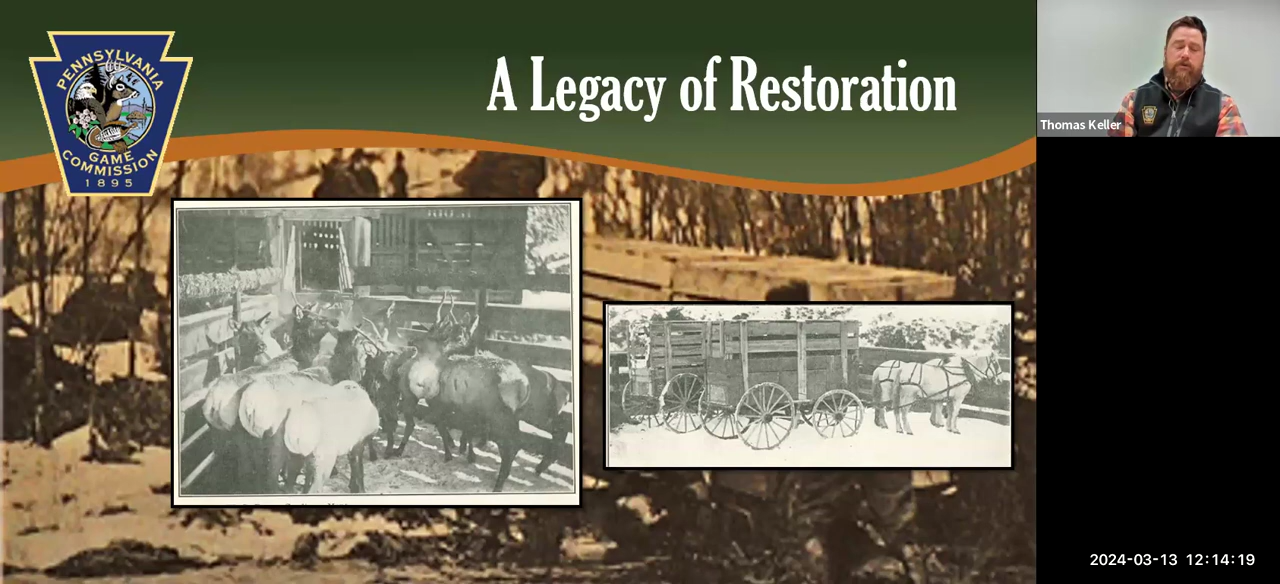 A Legacy of Restoration
PENNSYLVANIA
GAME
COMMISSION
1895
Thomas Keller
2024-03-13 12:14:19